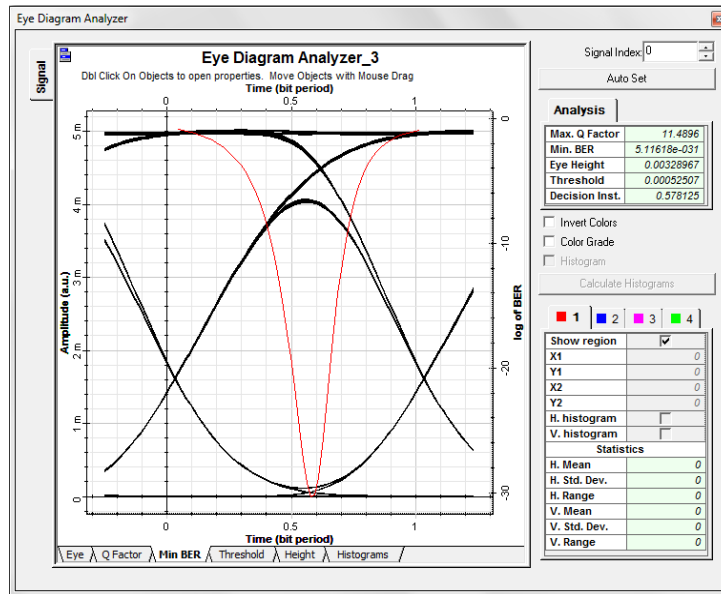 Eye Diagram Analyzer
Signal
Eye Diagram Analyzer_3
Dbl Click On Objects to open properties. Move Objects with Mouse Drag
Time (bit period)
0 0.5 1
Amplitude (a.u.)
5 m
4 m
3 m
2 m
1 m
0
log of BER
0
-10
-20
-30
0 0.5 1
Time (bit period)
Eye Q Factor Min BER Threshold Height Histograms
Signal Index: 0
Auto Set
Analysis
Max. Q Factor 11.4896
Min. BER 5.11618e-031
Eye Height 0.00328967
Threshold 0.00052507
Decision Inst. 0.578125
Invert Colors
Color Grade
Histogram
Calculate Histograms
1 2 3 4
Show region
X1 0
Y1 0
X2 0
Y2 0
H. histogram
V. histogram
Statistics
H. Mean 0
H. Std. Dev. 0
H. Range 0
V. Mean 0
V. Std. Dev. 0
V. Range 0